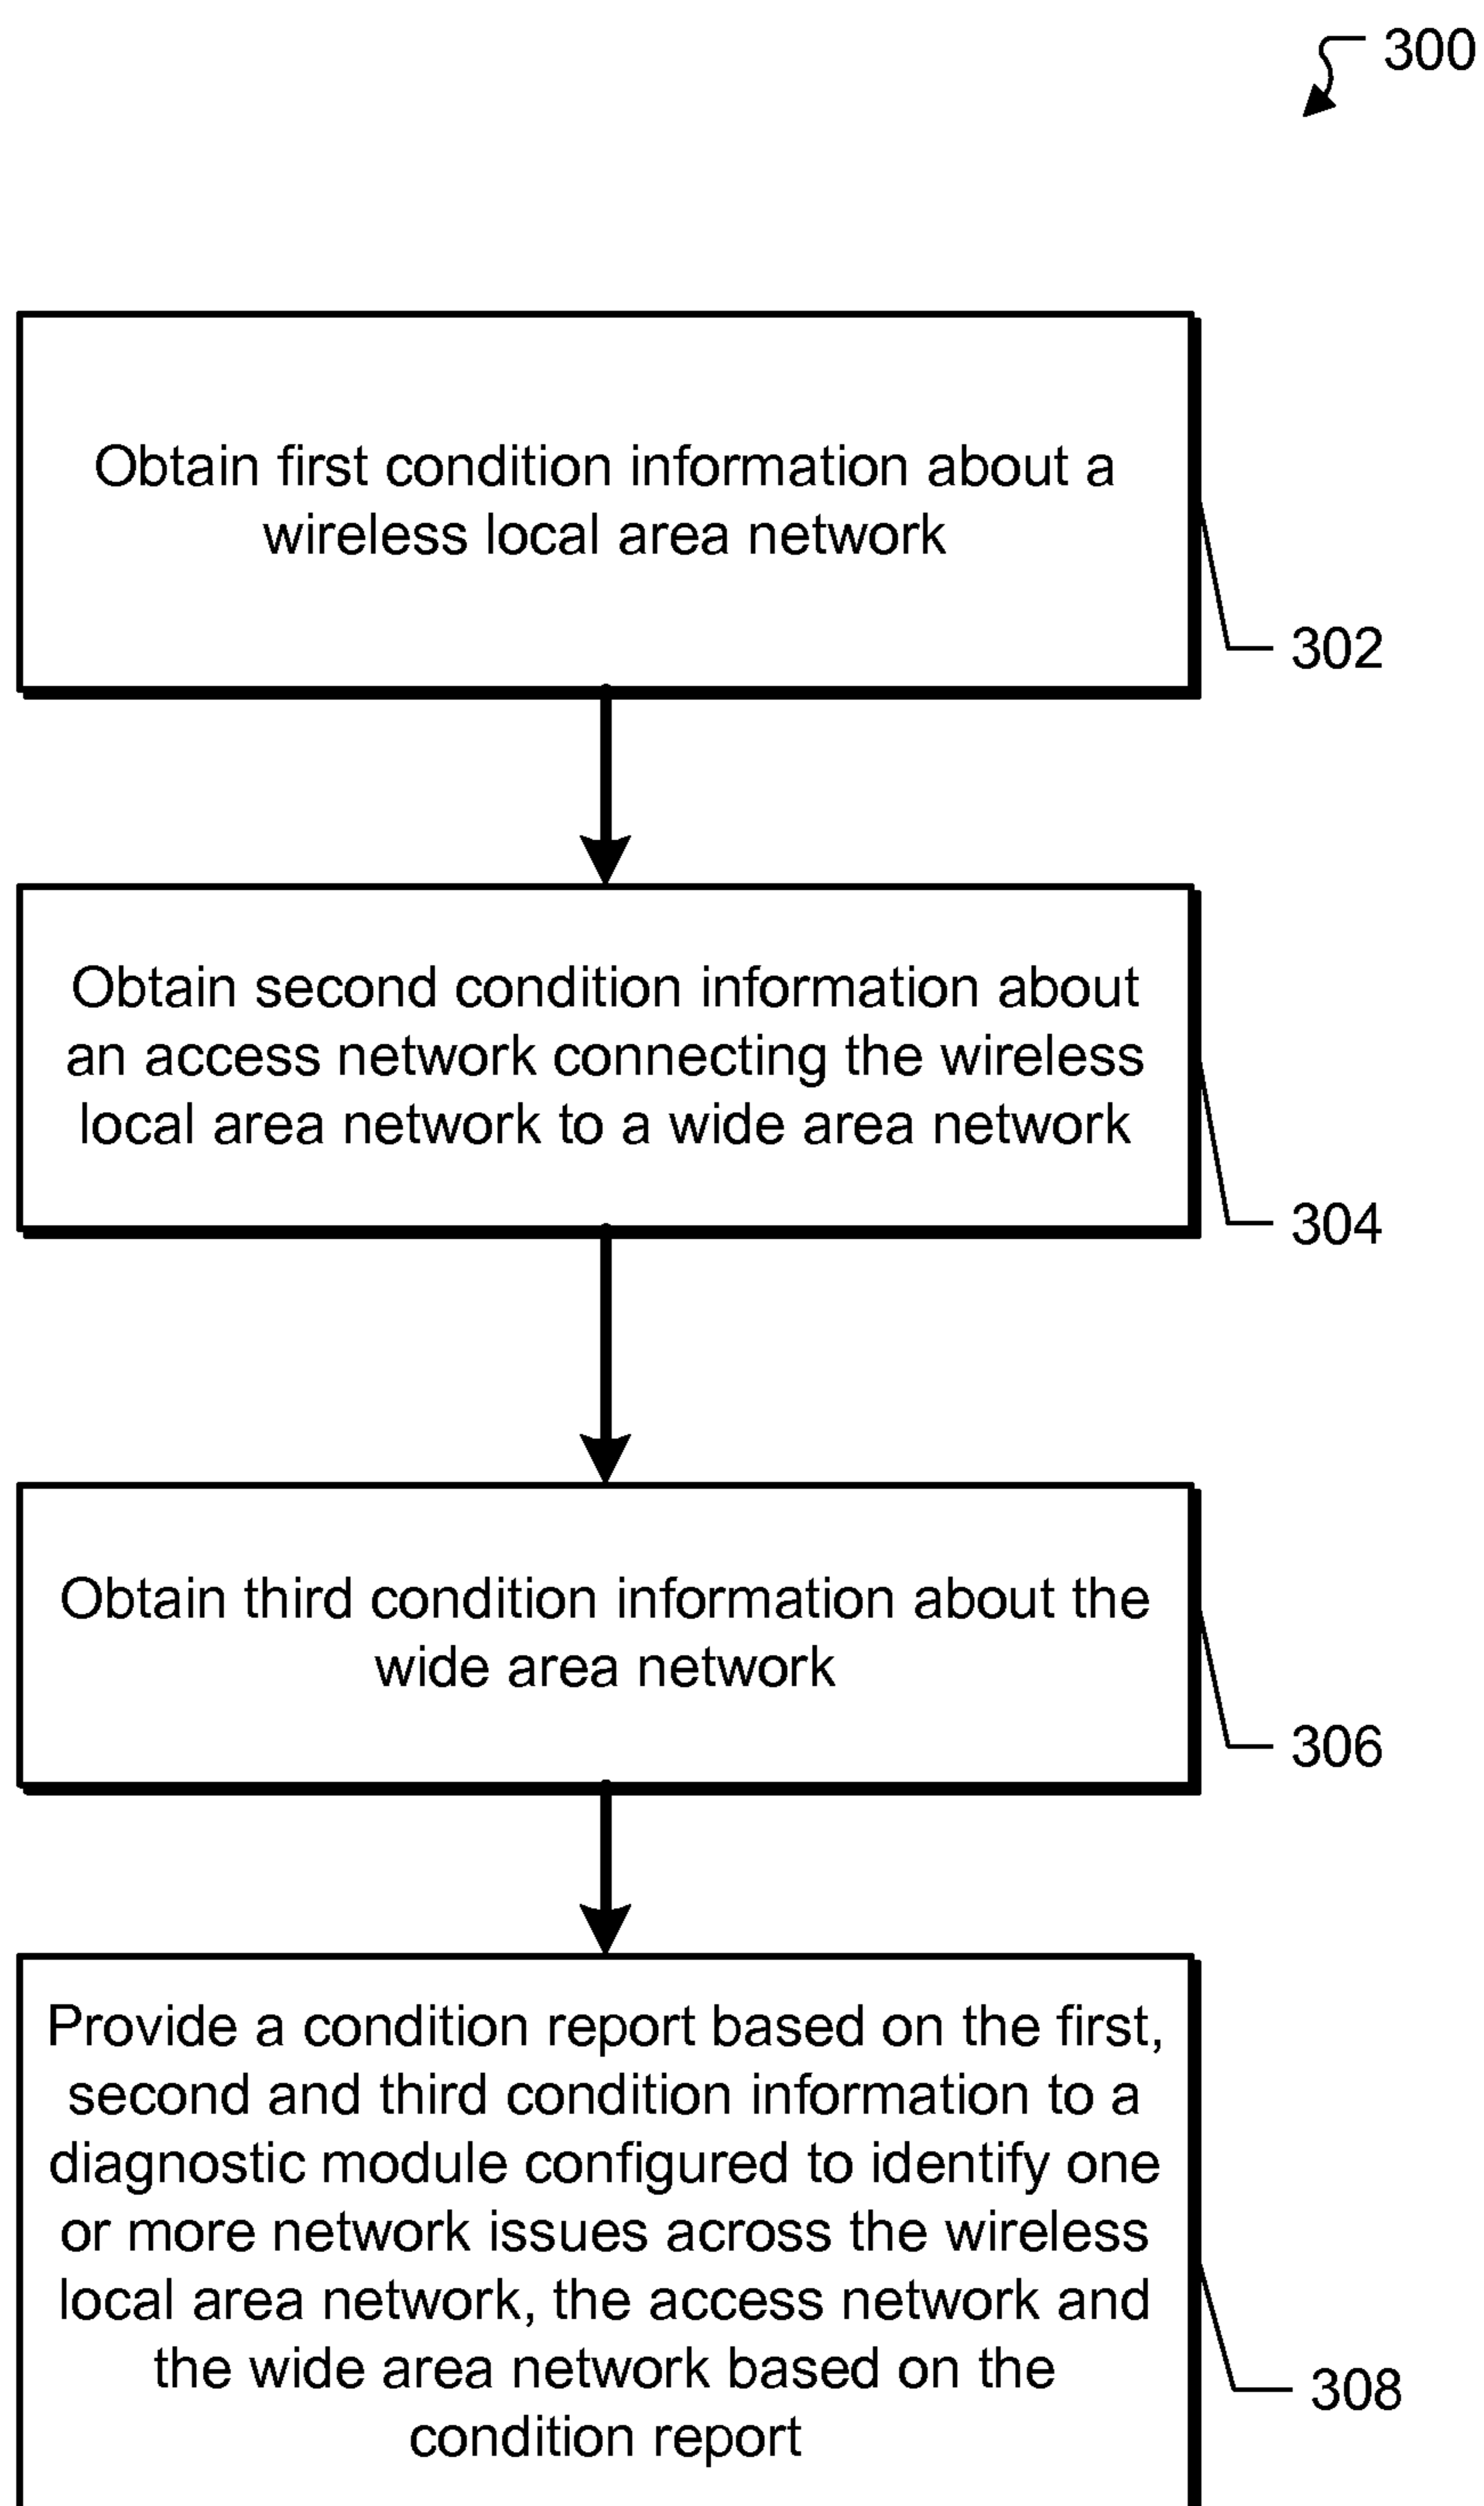 300
Obtain first condition information about a
wireless local area network
302
Obtain second condition information about
an access network connecting the wireless
local area network to a wide area network
304
Obtain third condition information about the
wide area network
306
Provide a condition report based on the first,
second and third condition information to a
diagnostic module configured to identify one
or more network issues across the wireless
local area network, the access network and
the wide area network based on the
condition report
308